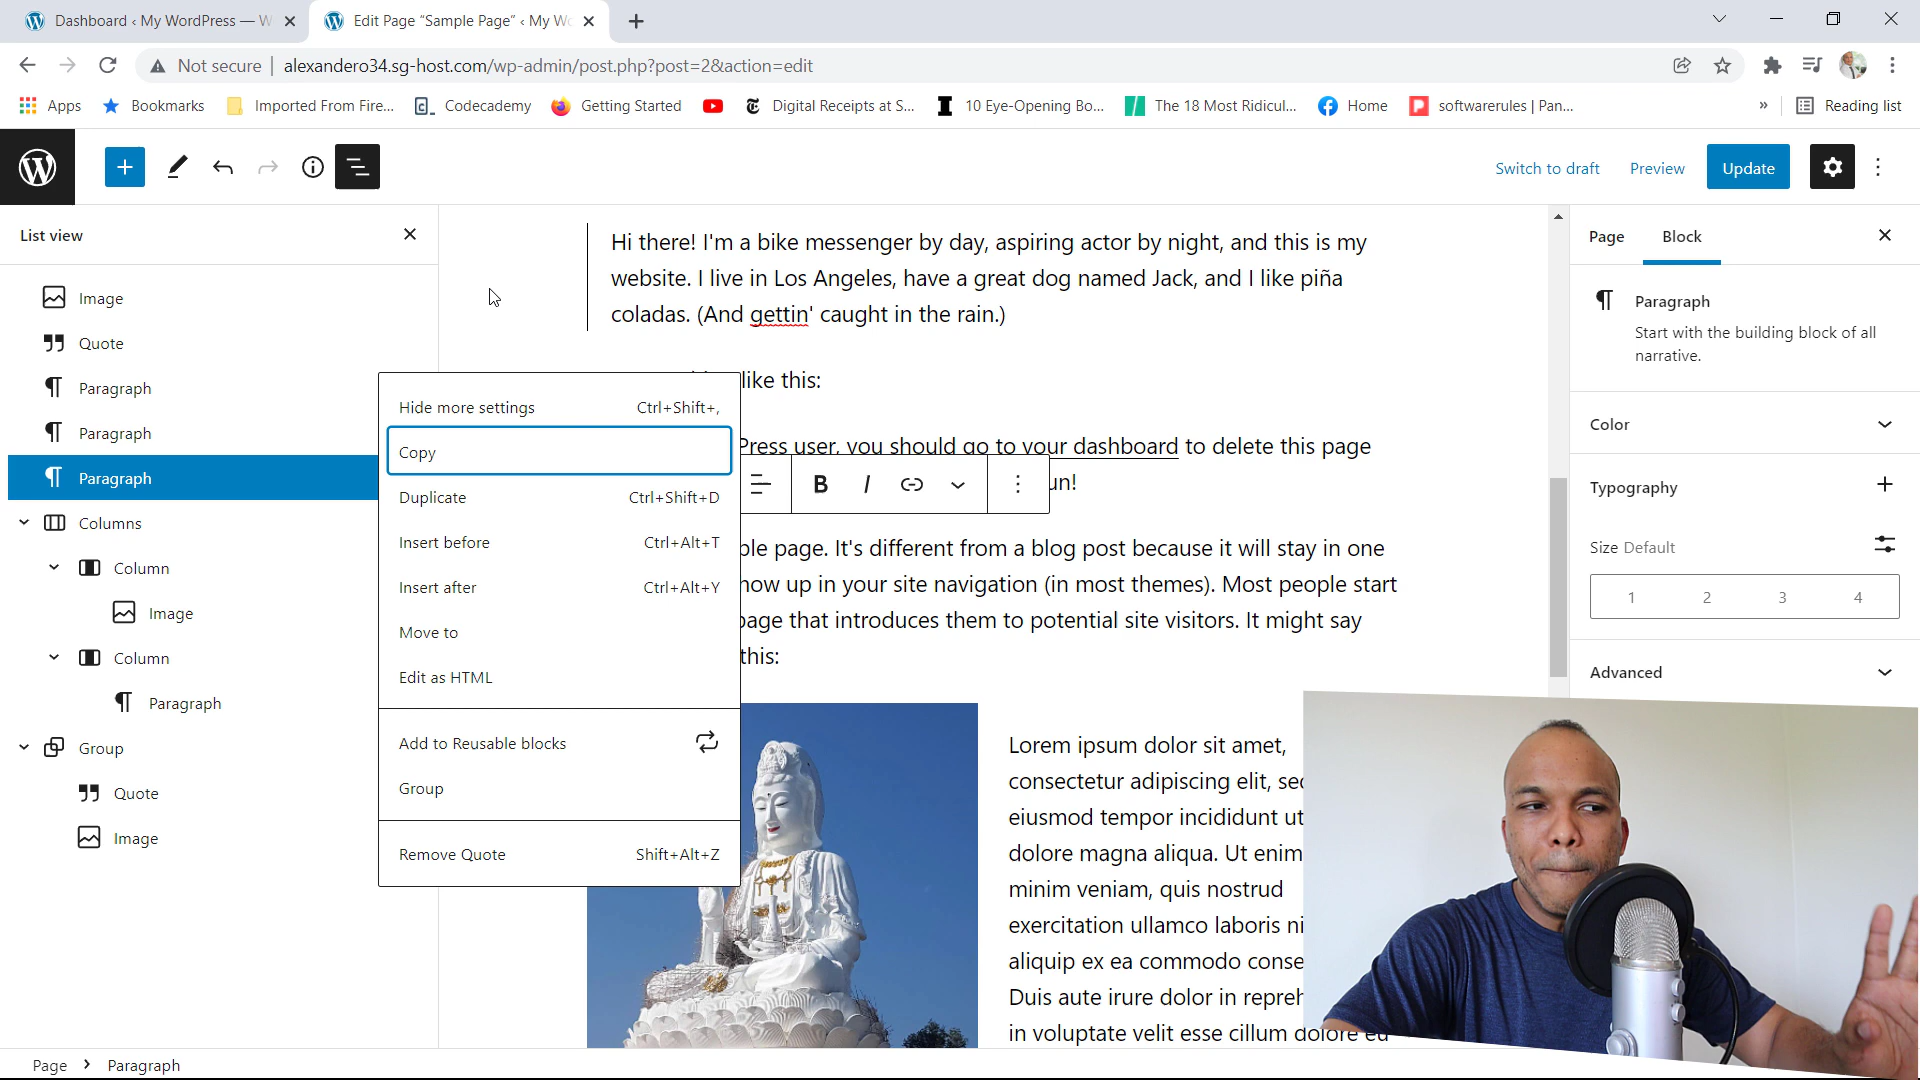 Dashboard ‹ My WordPress — W
Edit Page “Sample Page” ‹ My Wo
Not secure
alexandero34.sg-host.com/wp-admin/post.php?post=2&action=edit
Apps
Bookmarks
Imported From Fire...
Codecademy
Getting Started
Digital Receipts at S...
10 Eye-Opening Bo...
The 18 Most Ridicul...
Home
softwarerules | Pan...
»
Reading list
Switch to draft
Preview
Update
List view
Image
Quote
Paragraph
Paragraph
Paragraph
Columns
Column
Image
Column
Paragraph
Group
Quote
Image
Hide more settings Ctrl+Shift+,
Copy
Duplicate Ctrl+Shift+D
Insert before Ctrl+Alt+T
Insert after Ctrl+Alt+Y
Move to
Edit as HTML
Add to Reusable blocks
Group
Remove Quote Shift+Alt+Z
Hi there! I'm a bike messenger by day, aspiring actor by night, and this is my
website. I live in Los Angeles, have a great dog named Jack, and I like piña
coladas. (And gettin' caught in the rain.)
like this:
Press user, you should go to your dashboard to delete this page
un!
B I
ple page. It's different from a blog post because it will stay in one
how up in your site navigation (in most themes). Most people start
page that introduces them to potential site visitors. It might say
this:
Lorem ipsum dolor sit amet,
consectetur adipiscing elit, sec
eiusmod tempor incididunt ut
dolore magna aliqua. Ut enim
minim veniam, quis nostrud
exercitation ullamco laboris ni
aliquip ex ea commodo conse
Duis aute irure dolor in repreh
in voluptate velit esse cillum dolore eu
Page
Block
Paragraph
Start with the building block of all
narrative.
Color
Typography
Size Default
1 2 3 4
Advanced
Page
Paragraph